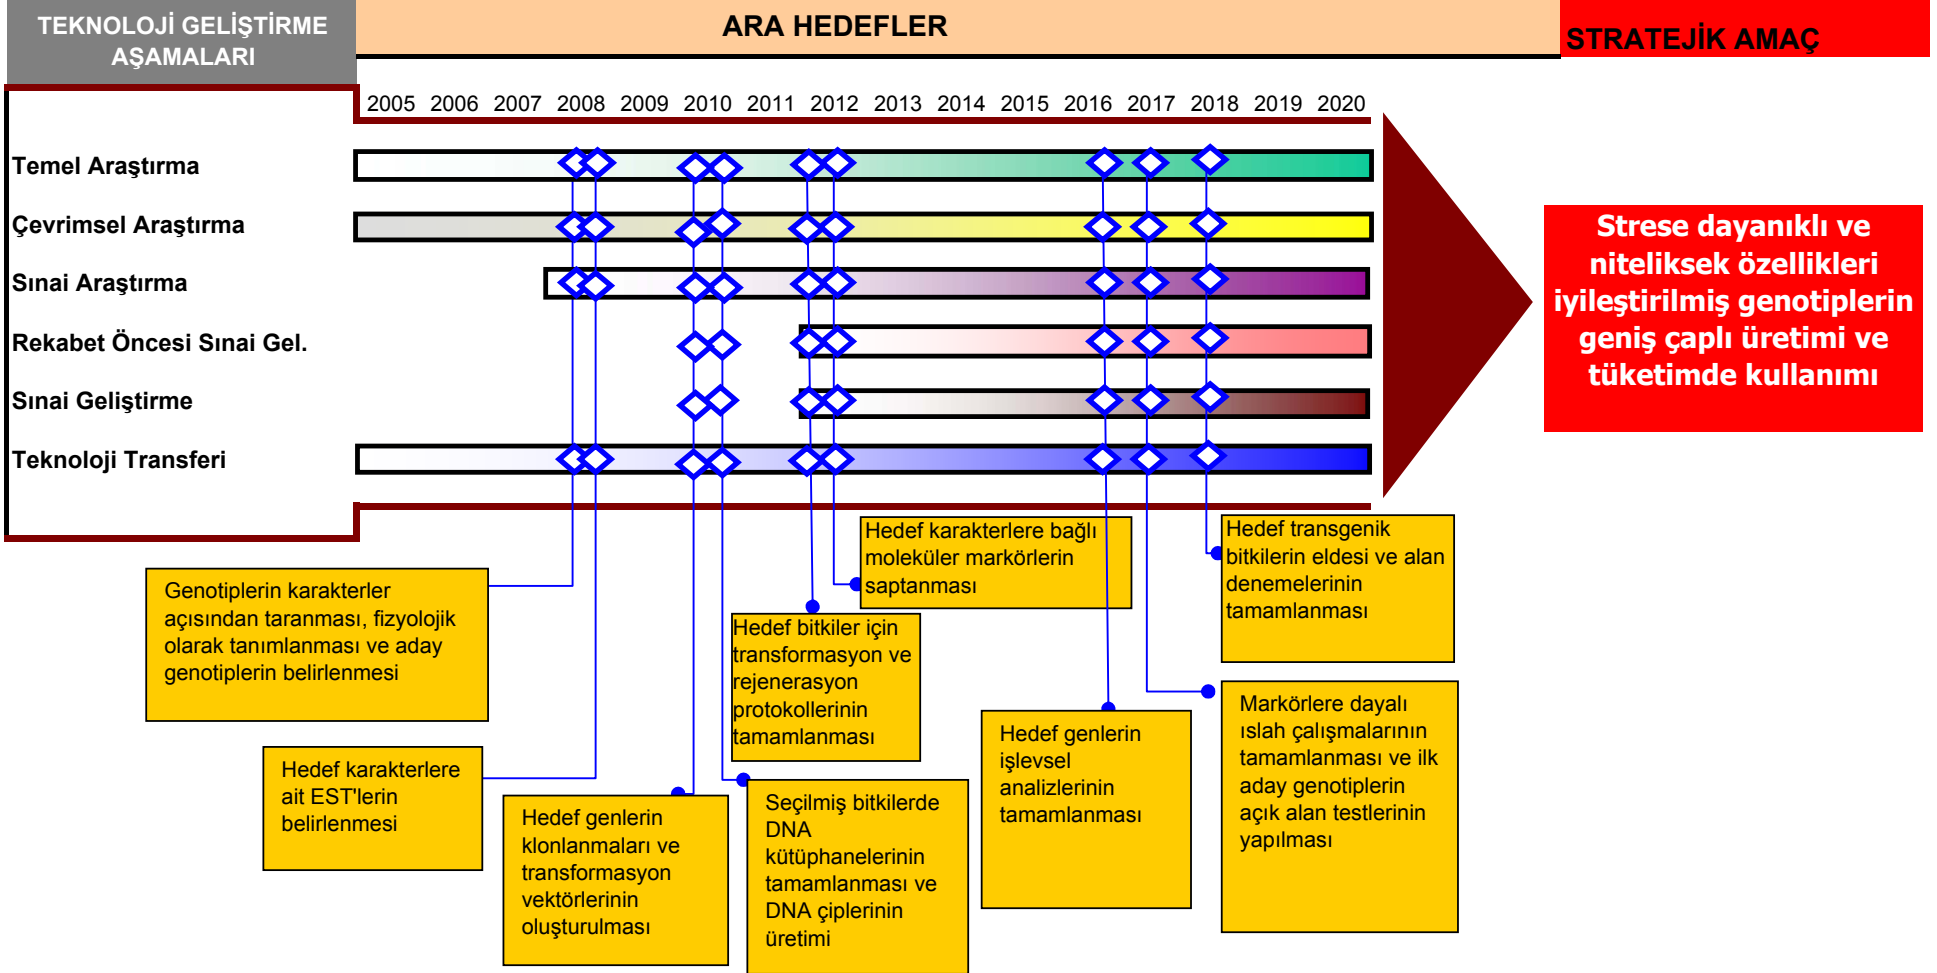 TEKNOLOJİ GELİŞTİRME
AŞAMALARI
ARA HEDEFLER
STRATEJİK AMAÇ
2005 2006 2007 2008 2009 2010 2011 2012 2013 2014 2015 2016 2017 2018 2019 2020
Temel Araştırma
Çevrimsel Araştırma
Sınai Araştırma
Rekabet Öncesi Sınai Gel.
Sınai Geliştirme
Teknoloji Transferi
Strese dayanıklı ve
niteliksek özellikleri
iyileştirilmiş genotiplerin
geniş çaplı üretimi ve
tüketimde kullanımı
Genotiplerin karakterler
açısından taranması, fizyolojik
olarak tanımlanması ve aday
genotiplerin belirlenmesi
Hedef karakterlere
ait EST'lerin
belirlenmesi
Hedef genlerin
klonlanmaları ve
transformasyon
vektörlerinin
oluşturulması
Seçilmiş bitkilerde
DNA
kütüphanelerinin
tamamlanması ve
DNA çiplerinin
üretimi
Hedef bitkiler için
transformasyon ve
rejenerasyon
protokollerinin
tamamlanması
Hedef karakterlere bağlı
moleküler markörlerin
saptanması
Hedef genlerin
işlevsel
analizlerinin
tamamlanması
Markörlere dayalı
ıslah çalışmalarının
tamamlanması ve ilk
aday genotiplerin
açık alan testlerinin
yapılması
Hedef transgenik
bitkilerin eldesi ve alan
denemelerinin
tamamlanması